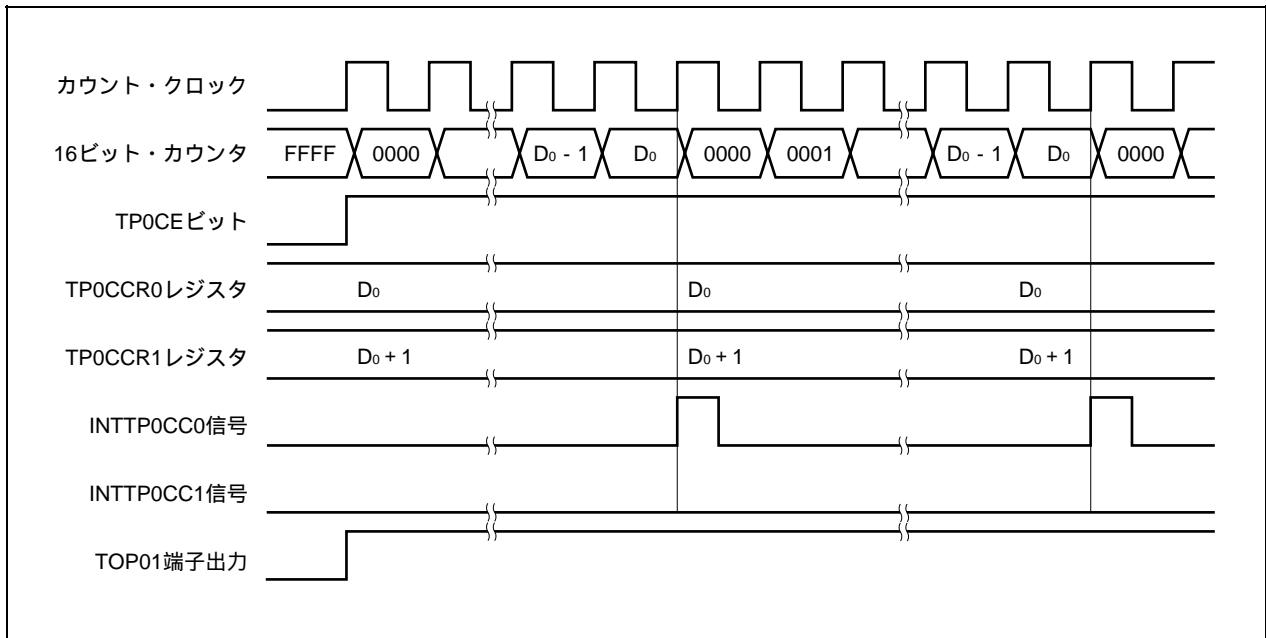 カウント・クロック
16ビット・カウンタ FFFF 0000 D₀ - 1 D₀ 0000 0001 D₀ - 1 D₀ 0000
TP0CEビット
TP0CCR0レジスタ D₀ D₀ D₀
TP0CCR1レジスタ D₀ + 1 D₀ + 1 D₀ + 1
INTTP0CC0信号
INTTP0CC1信号
TOP01端子出力